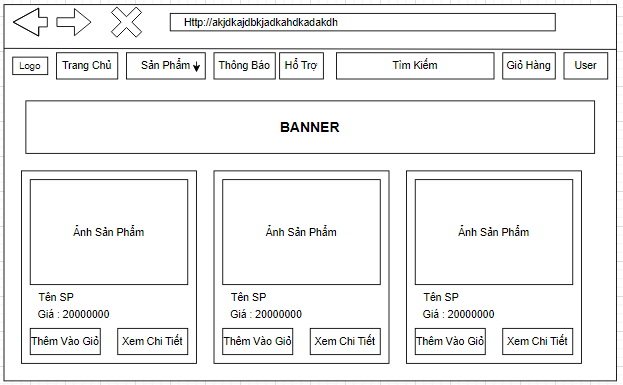 Http://akjdkajdbkjadkahdkadakdh
Logo Trang Chủ Sản Phẩm Thông Báo Hổ Trợ Tìm Kiếm Giỏ Hàng User
BANNER
Ảnh Sản Phẩm Ảnh Sản Phẩm Ảnh Sản Phẩm
Tên SP Tên SP Tên SP
Giá : 20000000 Giá : 20000000 Giá : 20000000
Thêm Vào Giỏ Xem Chi Tiết Thêm Vào Giỏ Xem Chi Tiết Thêm Vào Giỏ Xem Chi Tiết